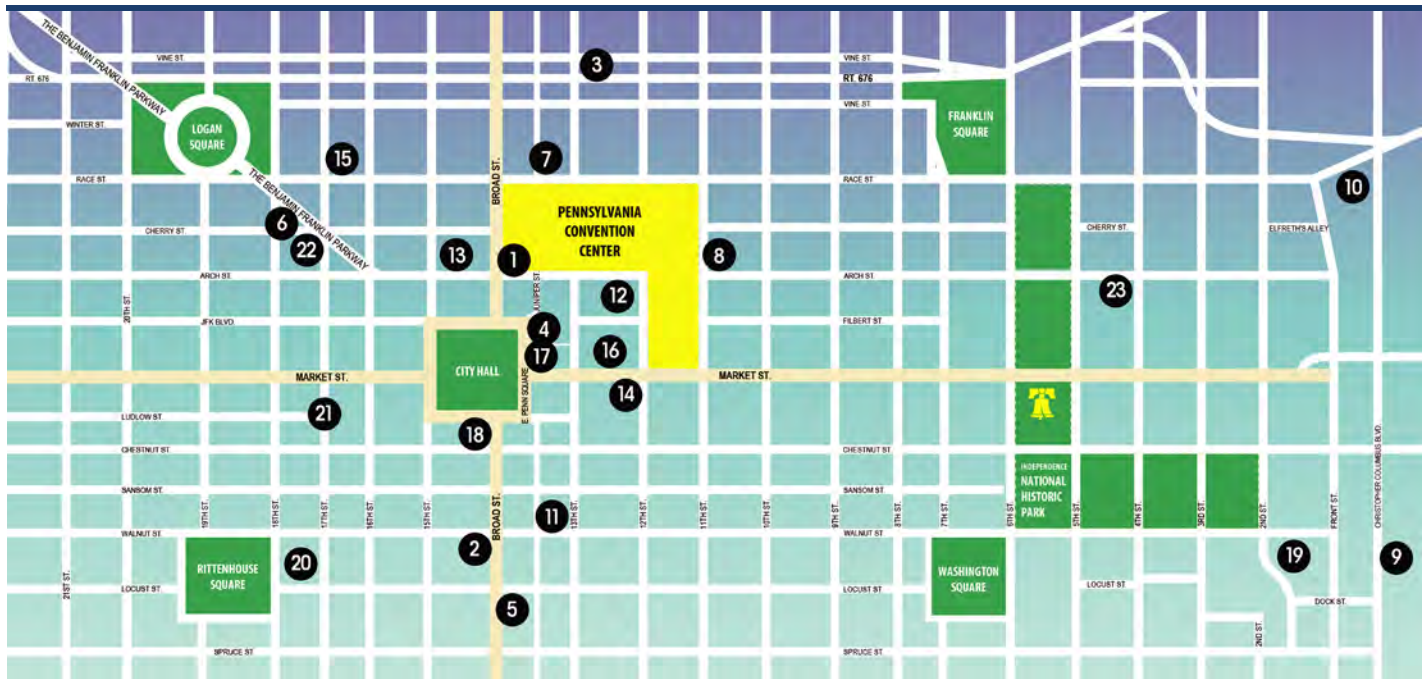 THE BENJAMIN FRANKLIN PARKWAY
VINE ST.
3
VINE ST.
RT. 676
RT. 676
VINE ST.
WINTER ST.
LOGAN
SQUARE
FRANKLIN
SQUARE
15
7
RACE ST.
THE BENJAMIN FRANKLIN PARKWAY
BROAD ST.
RACE ST.
10
6
CHERRY ST.
22
13
1
PENNSYLVANIA
CONVENTION
CENTER
8
CHERRY ST.
ELFRETH'S ALLEY
ARCH ST.
JUNIPER ST.
12
ARCH ST.
23
20TH ST.
JFK BLVD.
4
FILBERT ST.
CITY HALL
17
16
E. PENN SQUARE
MARKET ST.
14
MARKET ST.
LUDLOW ST.
21
18
CHRISTOPHER COLUMBUS BLVD.
CHESTNUT ST.
CHESTNUT ST.
SANSOM ST.
SANSOM ST.
INDEPENDENCE
NATIONAL
HISTORIC
PARK
19TH ST.
18TH ST.
17TH ST.
16TH ST.
15TH ST.
BROAD ST.
11
13TH ST.
12TH ST.
11TH ST.
10TH ST.
9TH ST.
8TH ST.
7TH ST.
6TH ST.
5TH ST.
4TH ST.
3RD ST.
2ND ST.
FRONT ST.
WALNUT ST.
2
WALNUT ST.
19
9
21ST ST.
RITTENHOUSE
SQUARE
20
WASHINGTON
SQUARE
LOCUST ST.
LOCUST ST.
LOCUST ST.
5
DOCK ST.
2ND ST.
SPRUCE ST.
SPRUCE ST.